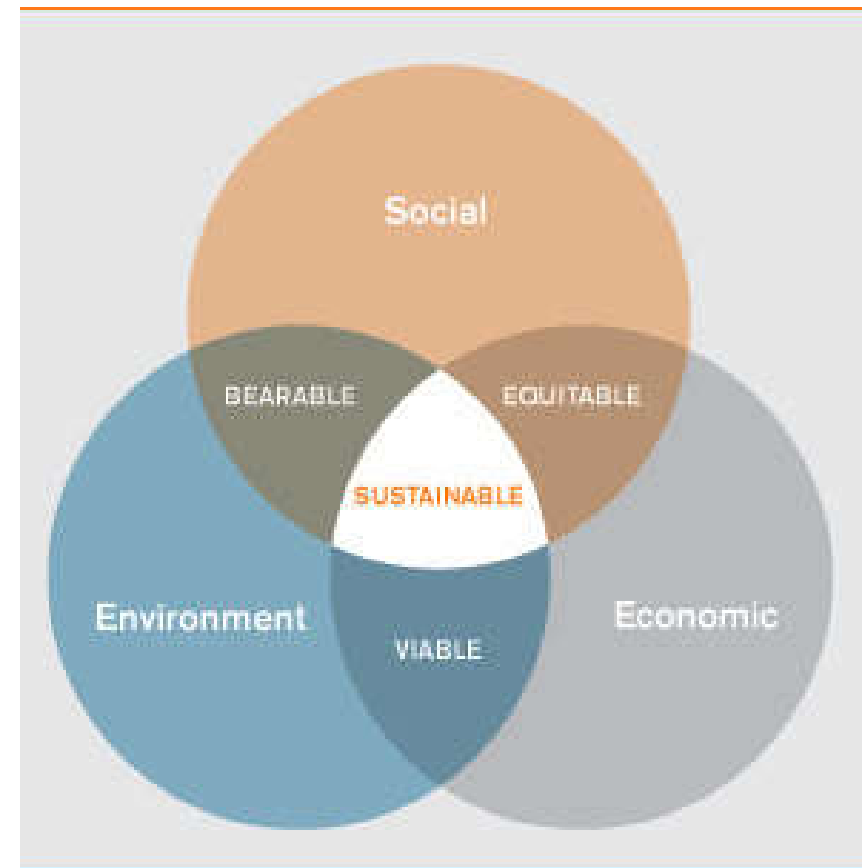 Social
BEARABLE
EQUITABLE
SUSTAINABLE
Environment
Economic
VIABLE